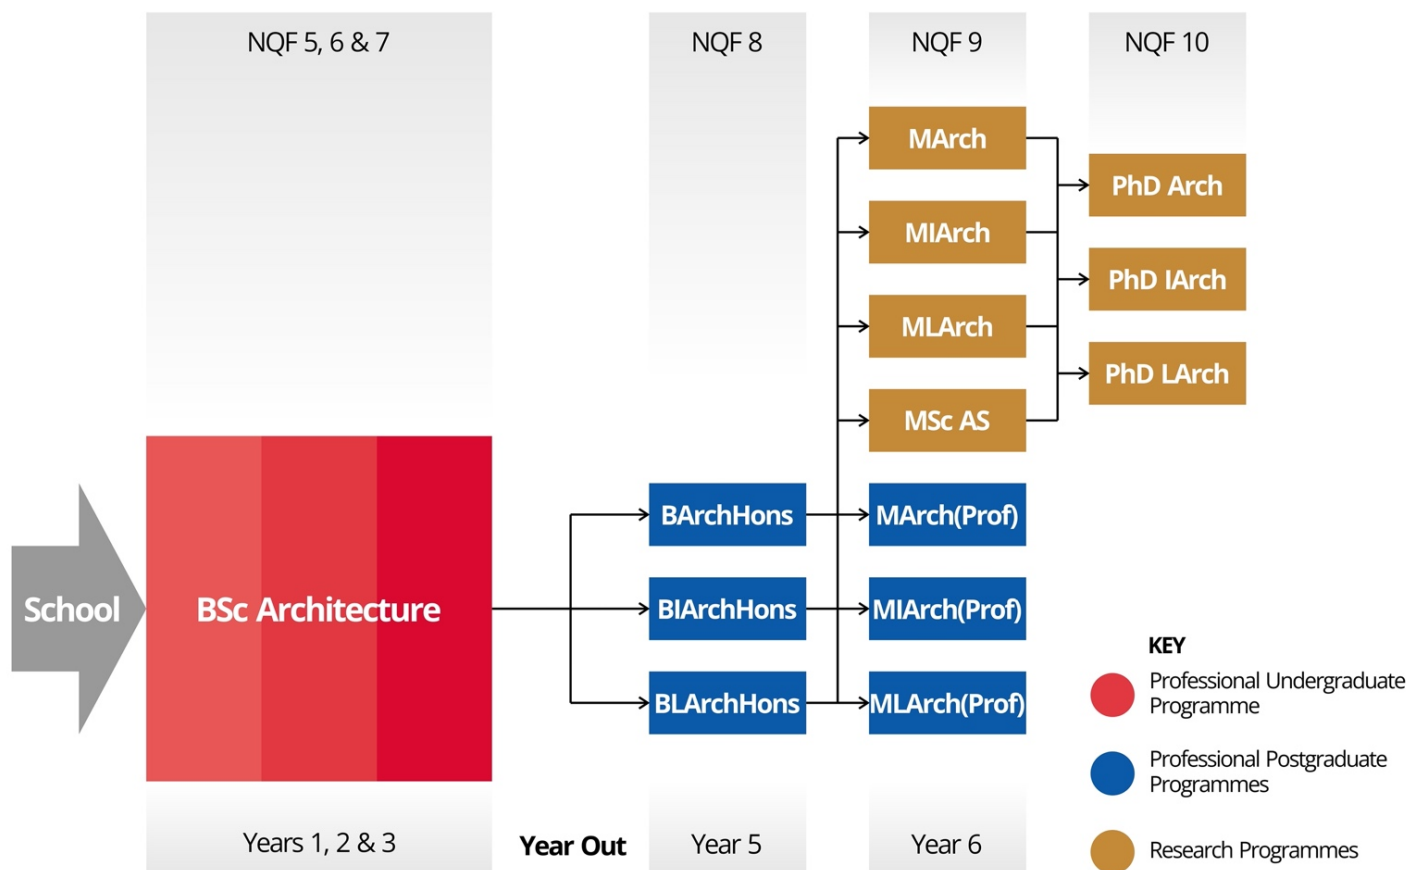 NQF 5, 6 & 7
NQF 8
NQF 9
NQF 10
MArch
PhD Arch
MIArch
PhD IArch
MLArch
PhD LArch
MSc AS
BArchHons
MArch(Prof)
School
BSc Architecture
BIArchHons
MIArch(Prof)
BLArchHons
MLArch(Prof)
KEY
Professional Undergraduate
Programme
Professional Postgraduate
Programmes
Research Programmes
Years 1, 2 & 3
Year Out
Year 5
Year 6